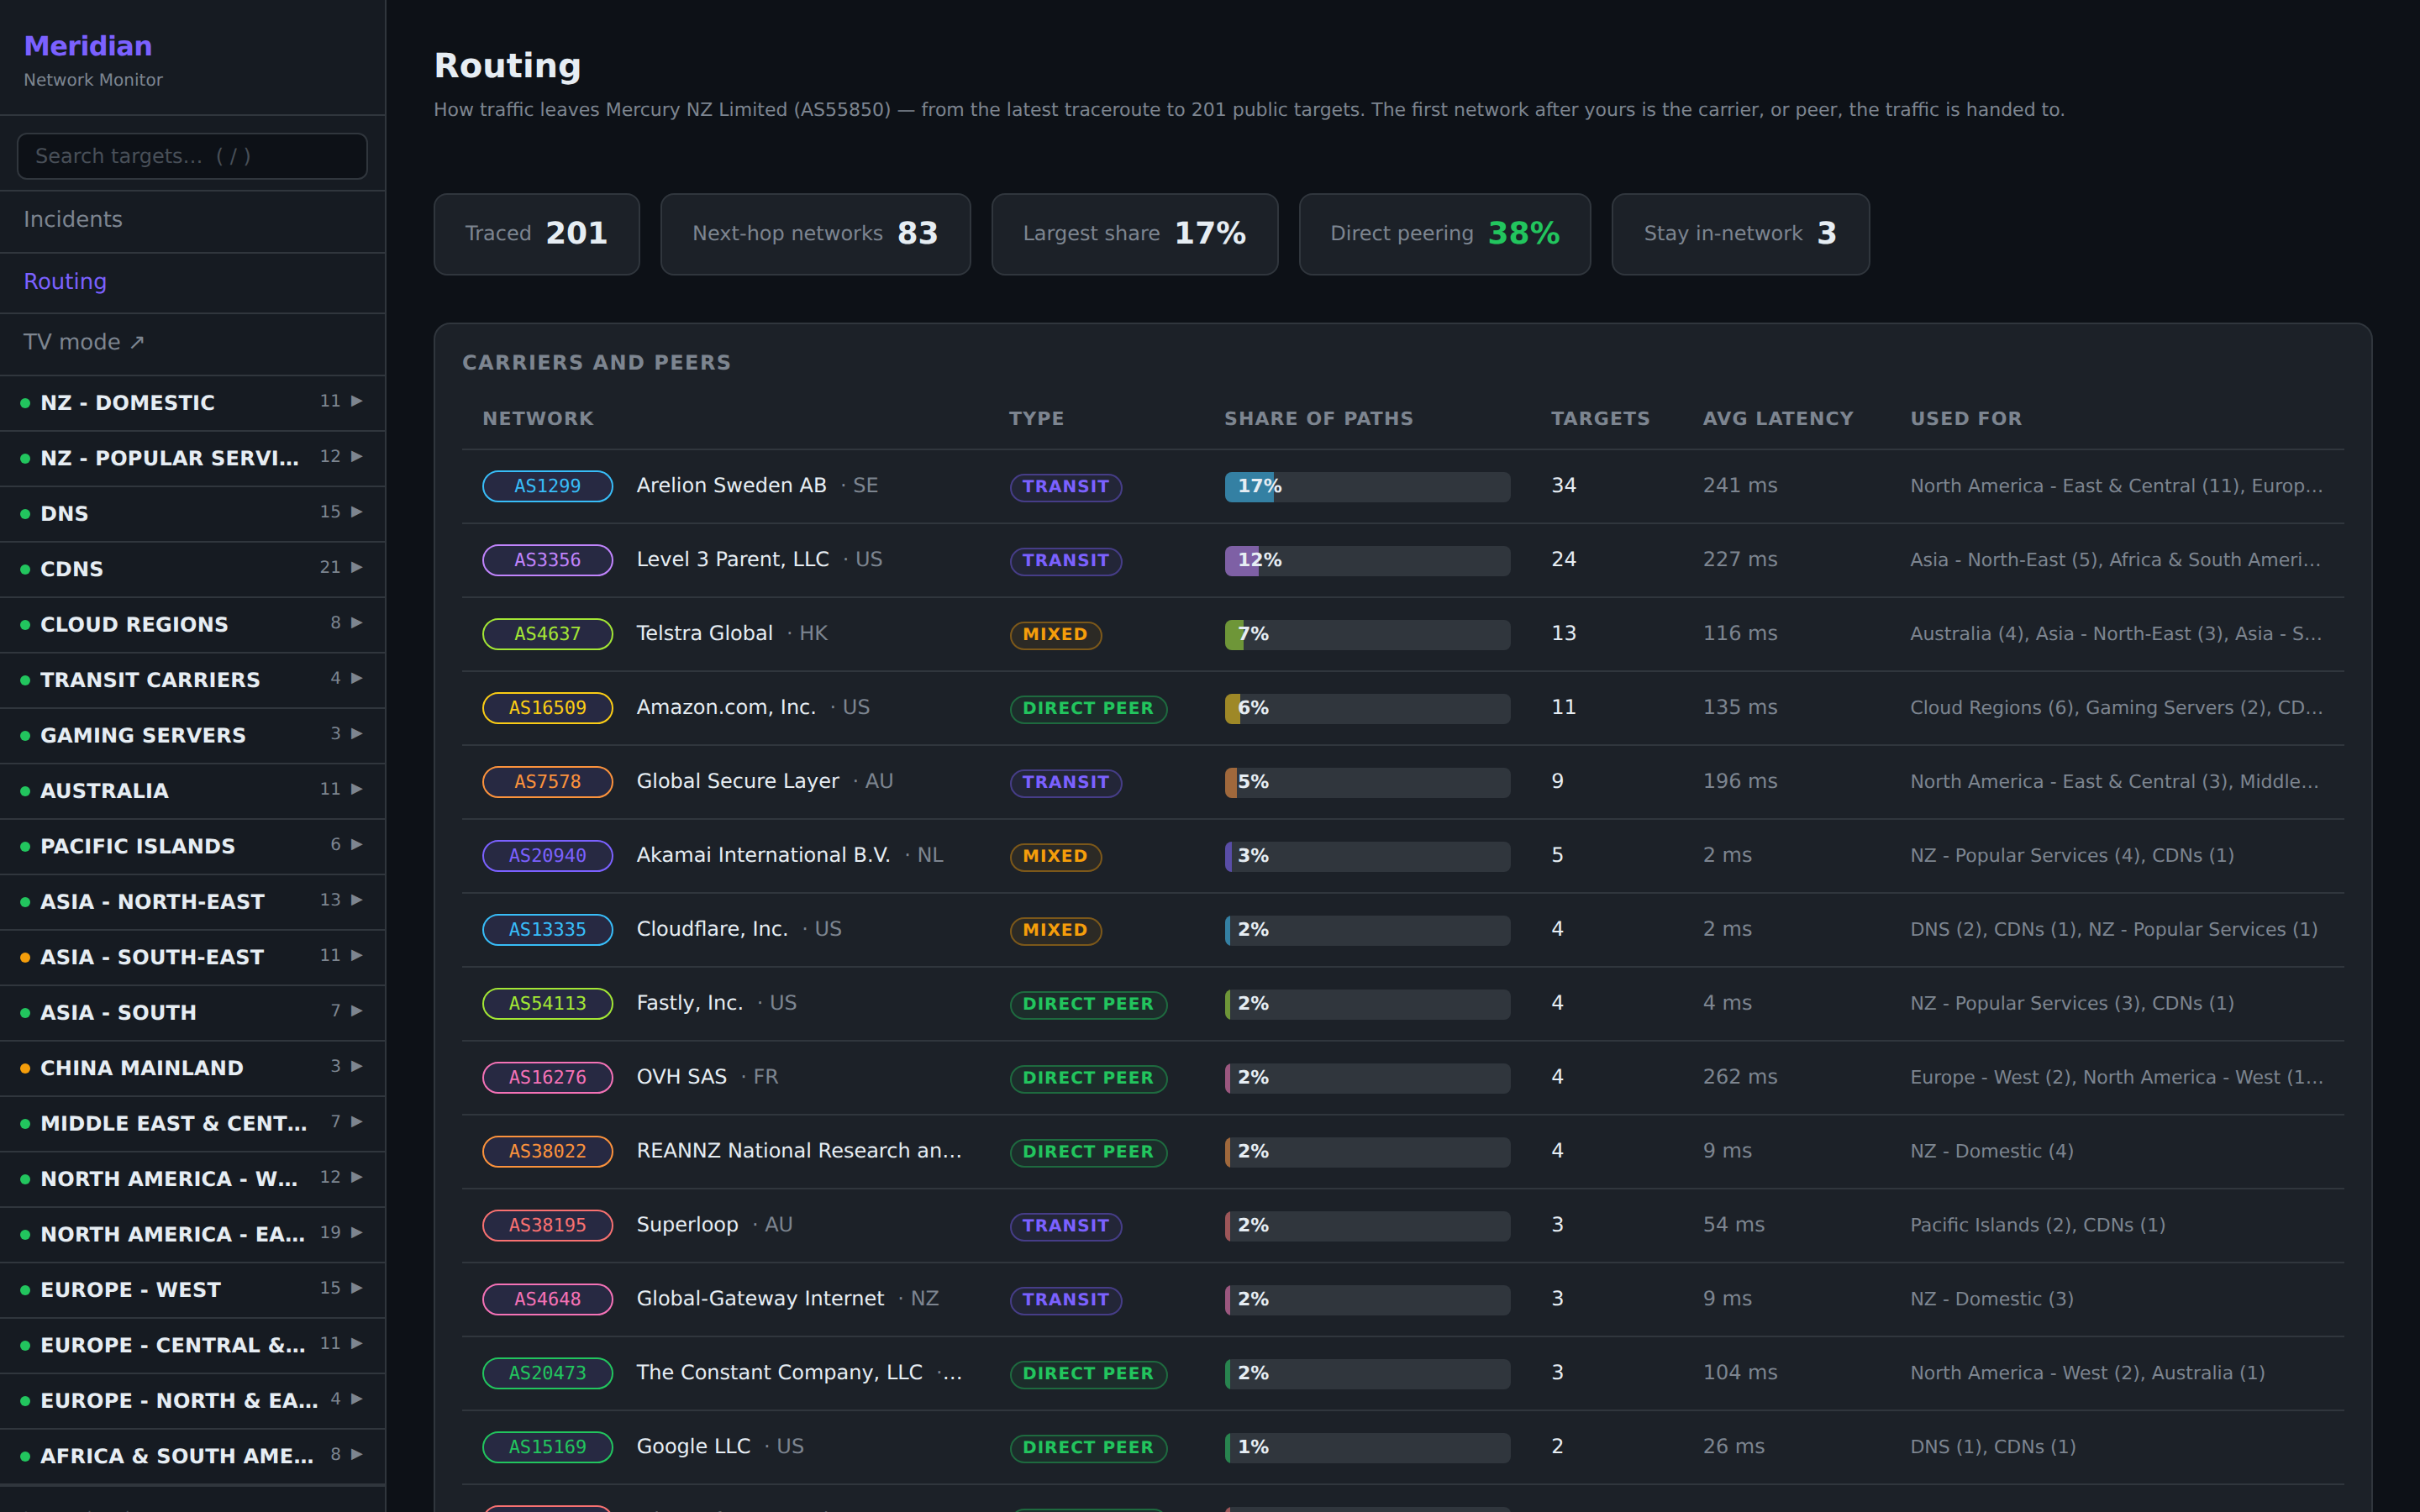 Meridian
Network Monitor
Search targets... ( / )
Incidents
Routing
TV mode ↗
NZ - DOMESTIC 11 ▶
NZ - POPULAR SERVI... 12 ▶
DNS 15 ▶
CDNS 21 ▶
CLOUD REGIONS 8 ▶
TRANSIT CARRIERS 4 ▶
GAMING SERVERS 3 ▶
AUSTRALIA 11 ▶
PACIFIC ISLANDS 6 ▶
ASIA - NORTH-EAST 13 ▶
ASIA - SOUTH-EAST 11 ▶
ASIA - SOUTH 7 ▶
CHINA MAINLAND 3 ▶
MIDDLE EAST & CENT... 7 ▶
NORTH AMERICA - W... 12 ▶
NORTH AMERICA - EA... 19 ▶
EUROPE - WEST 15 ▶
EUROPE - CENTRAL &... 11 ▶
EUROPE - NORTH & EA... 4 ▶
AFRICA & SOUTH AME... 8 ▶
Routing
How traffic leaves Mercury NZ Limited (AS55850) — from the latest traceroute to 201 public targets. The first network after yours is the carrier, or peer, the traffic is handed to.
Traced 201
Next-hop networks 83
Largest share 17%
Direct peering 38%
Stay in-network 3
CARRIERS AND PEERS
NETWORK TYPE SHARE OF PATHS TARGETS AVG LATENCY USED FOR
AS1299 Arelion Sweden AB · SE TRANSIT 17% 34 241 ms North America - East & Central (11), Europ...
AS3356 Level 3 Parent, LLC · US TRANSIT 12% 24 227 ms Asia - North-East (5), Africa & South Ameri...
AS4637 Telstra Global · HK MIXED 7% 13 116 ms Australia (4), Asia - North-East (3), Asia - S...
AS16509 Amazon.com, Inc. · US DIRECT PEER 6% 11 135 ms Cloud Regions (6), Gaming Servers (2), CD...
AS7578 Global Secure Layer · AU TRANSIT 5% 9 196 ms North America - East & Central (3), Middle...
AS20940 Akamai International B.V. · NL MIXED 3% 5 2 ms NZ - Popular Services (4), CDNs (1)
AS13335 Cloudflare, Inc. · US MIXED 2% 4 2 ms DNS (2), CDNs (1), NZ - Popular Services (1)
AS54113 Fastly, Inc. · US DIRECT PEER 2% 4 4 ms NZ - Popular Services (3), CDNs (1)
AS16276 OVH SAS · FR DIRECT PEER 2% 4 262 ms Europe - West (2), North America - West (1...
AS38022 REANNZ National Research an... DIRECT PEER 2% 4 9 ms NZ - Domestic (4)
AS38195 Superloop · AU TRANSIT 2% 3 54 ms Pacific Islands (2), CDNs (1)
AS4648 Global-Gateway Internet · NZ TRANSIT 2% 3 9 ms NZ - Domestic (3)
AS20473 The Constant Company, LLC ·... DIRECT PEER 2% 3 104 ms North America - West (2), Australia (1)
AS15169 Google LLC · US DIRECT PEER 1% 2 26 ms DNS (1), CDNs (1)